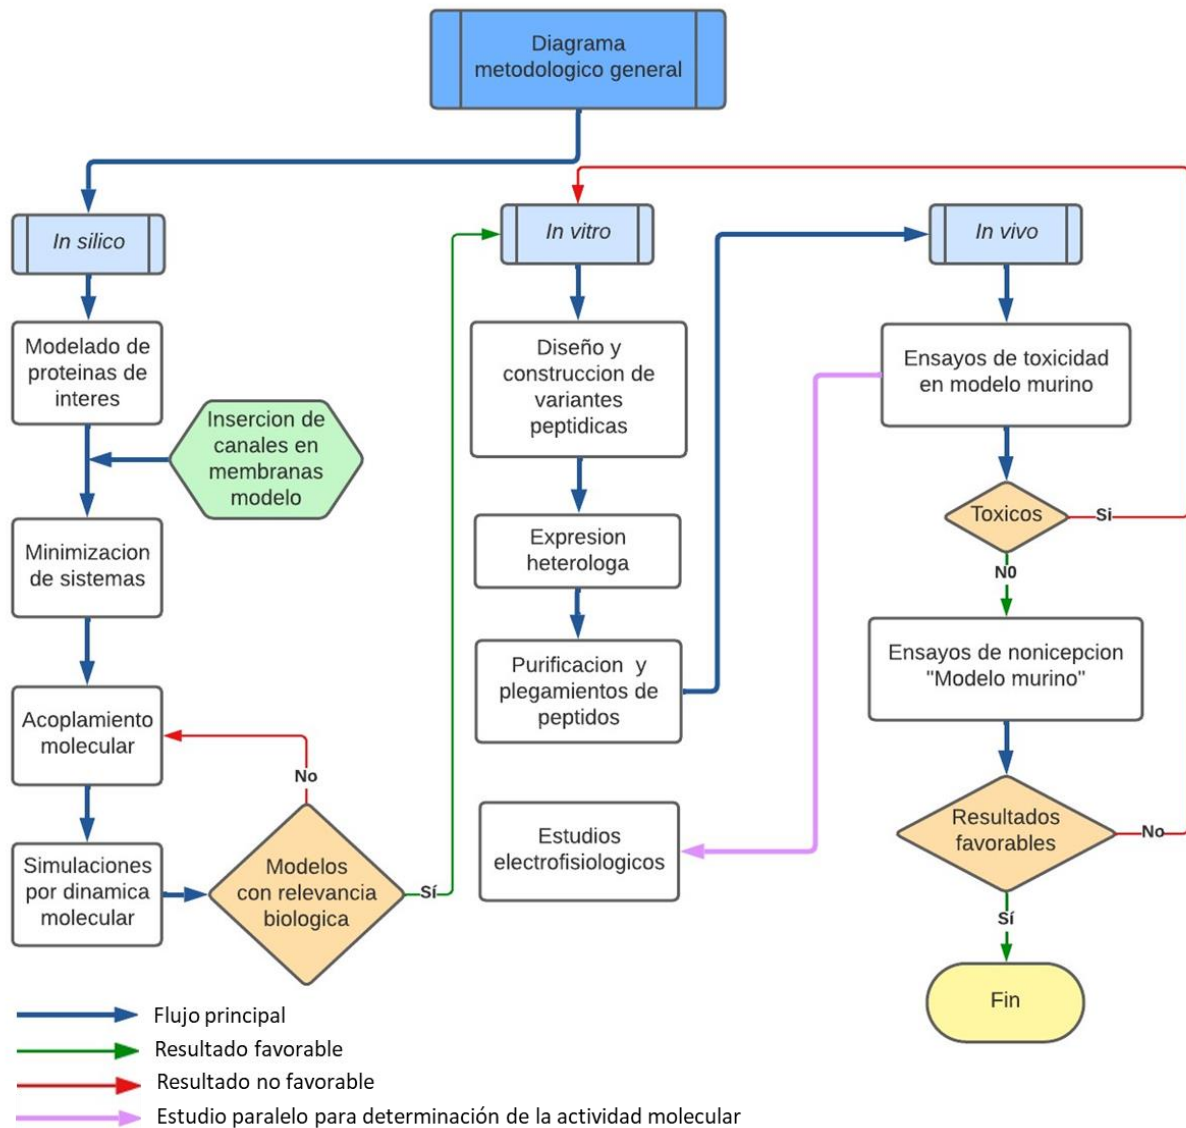 Diagrama
metodologico general
In silico
Modelado de
proteinas de
interes
Insercion de
canales en
membranas
modelo
Minimizacion
de sistemas
Acoplamiento
molecular
Simulaciones
por dinamica
molecular
No
Modelos
con relevancia
biologica
Sí
In vitro
Diseño y
construccion de
variantes
peptidicas
Expresion
heterologa
Purificacion y
plegamientos de
peptidos
Estudios
electrofisiologicos
In vivo
Ensayos de toxicidad
en modelo murino
Toxicos
Si
N0
Ensayos de nonicepcion
"Modelo murino"
Resultados
favorables
No
Sí
Fin
Flujo principal
Resultado favorable
Resultado no favorable
Estudio paralelo para determinación de la actividad molecular